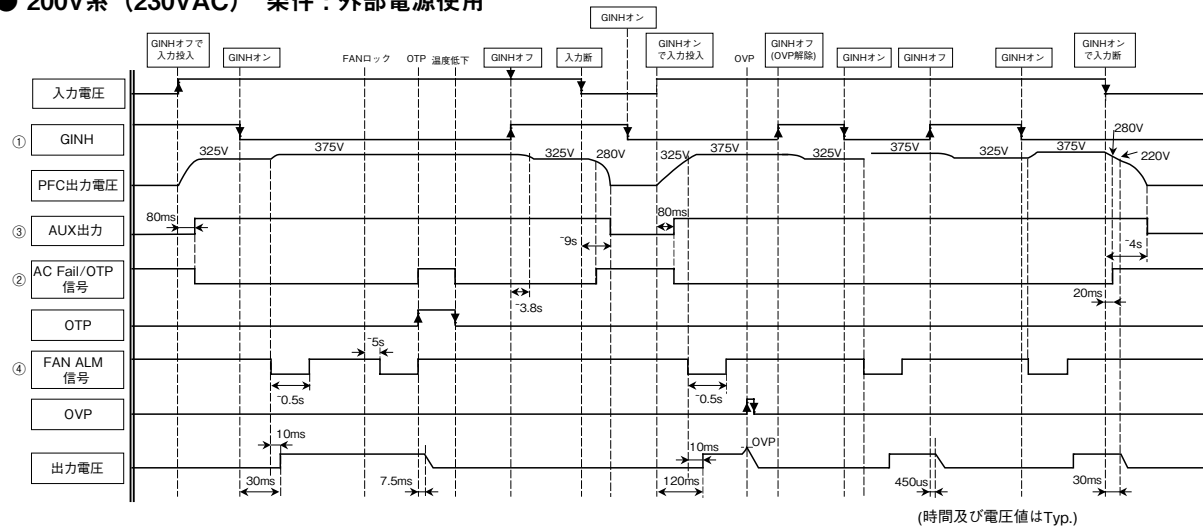 ● 200V系（230VAC） 条件：外部電源使用
GINHオン
GINHオフで
入力投入
GINHオン
FANロック
OTP
温度低下
GINHオフ
入力断
GINHオン
で入力投入
OVP
GINHオフ
(OVP解除)
GINHオン
GINHオフ
GINHオン
GINHオン
で入力断
入力電圧
① GINH
325V
375V
325V
280V
325V
375V
325V
375V
325V
375V
280V
220V
PFC出力電圧
80ms
80ms
③ AUX出力
~9s
~4s
② AC Fail/OTP
信号
~3.8s
20ms
OTP
~5s
④ FAN ALM
信号
~0.5s
~0.5s
OVP
10ms
10ms
OVP
出力電圧
30ms
7.5ms
120ms
450us
30ms
(時間及び電圧値はTyp.)